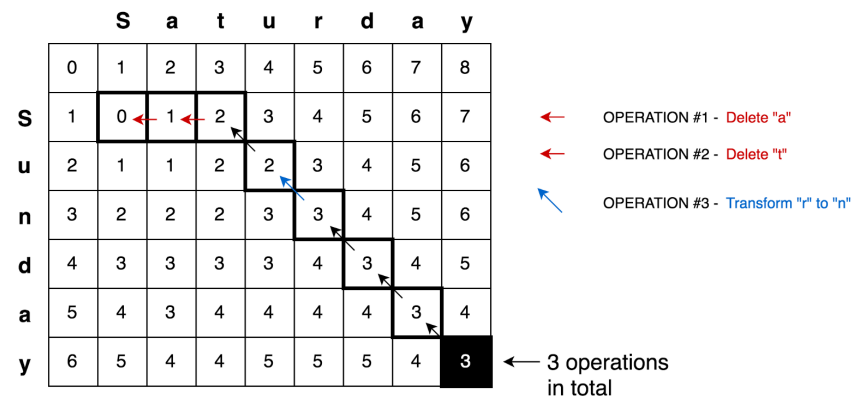 S a t u r d a y
0 1 2 3 4 5 6 7 8
S 1 0 1 2 3 4 5 6 7
u 2 1 1 2 2 3 4 5 6
n 3 2 2 2 3 3 4 5 6
d 4 3 3 3 3 4 3 4 5
a 5 4 3 4 4 4 4 3 4
y 6 5 4 4 5 5 5 4 3
OPERATION #1 - Delete "a"
OPERATION #2 - Delete "t"
OPERATION #3 - Transform "r" to "n"
3 operations
in total